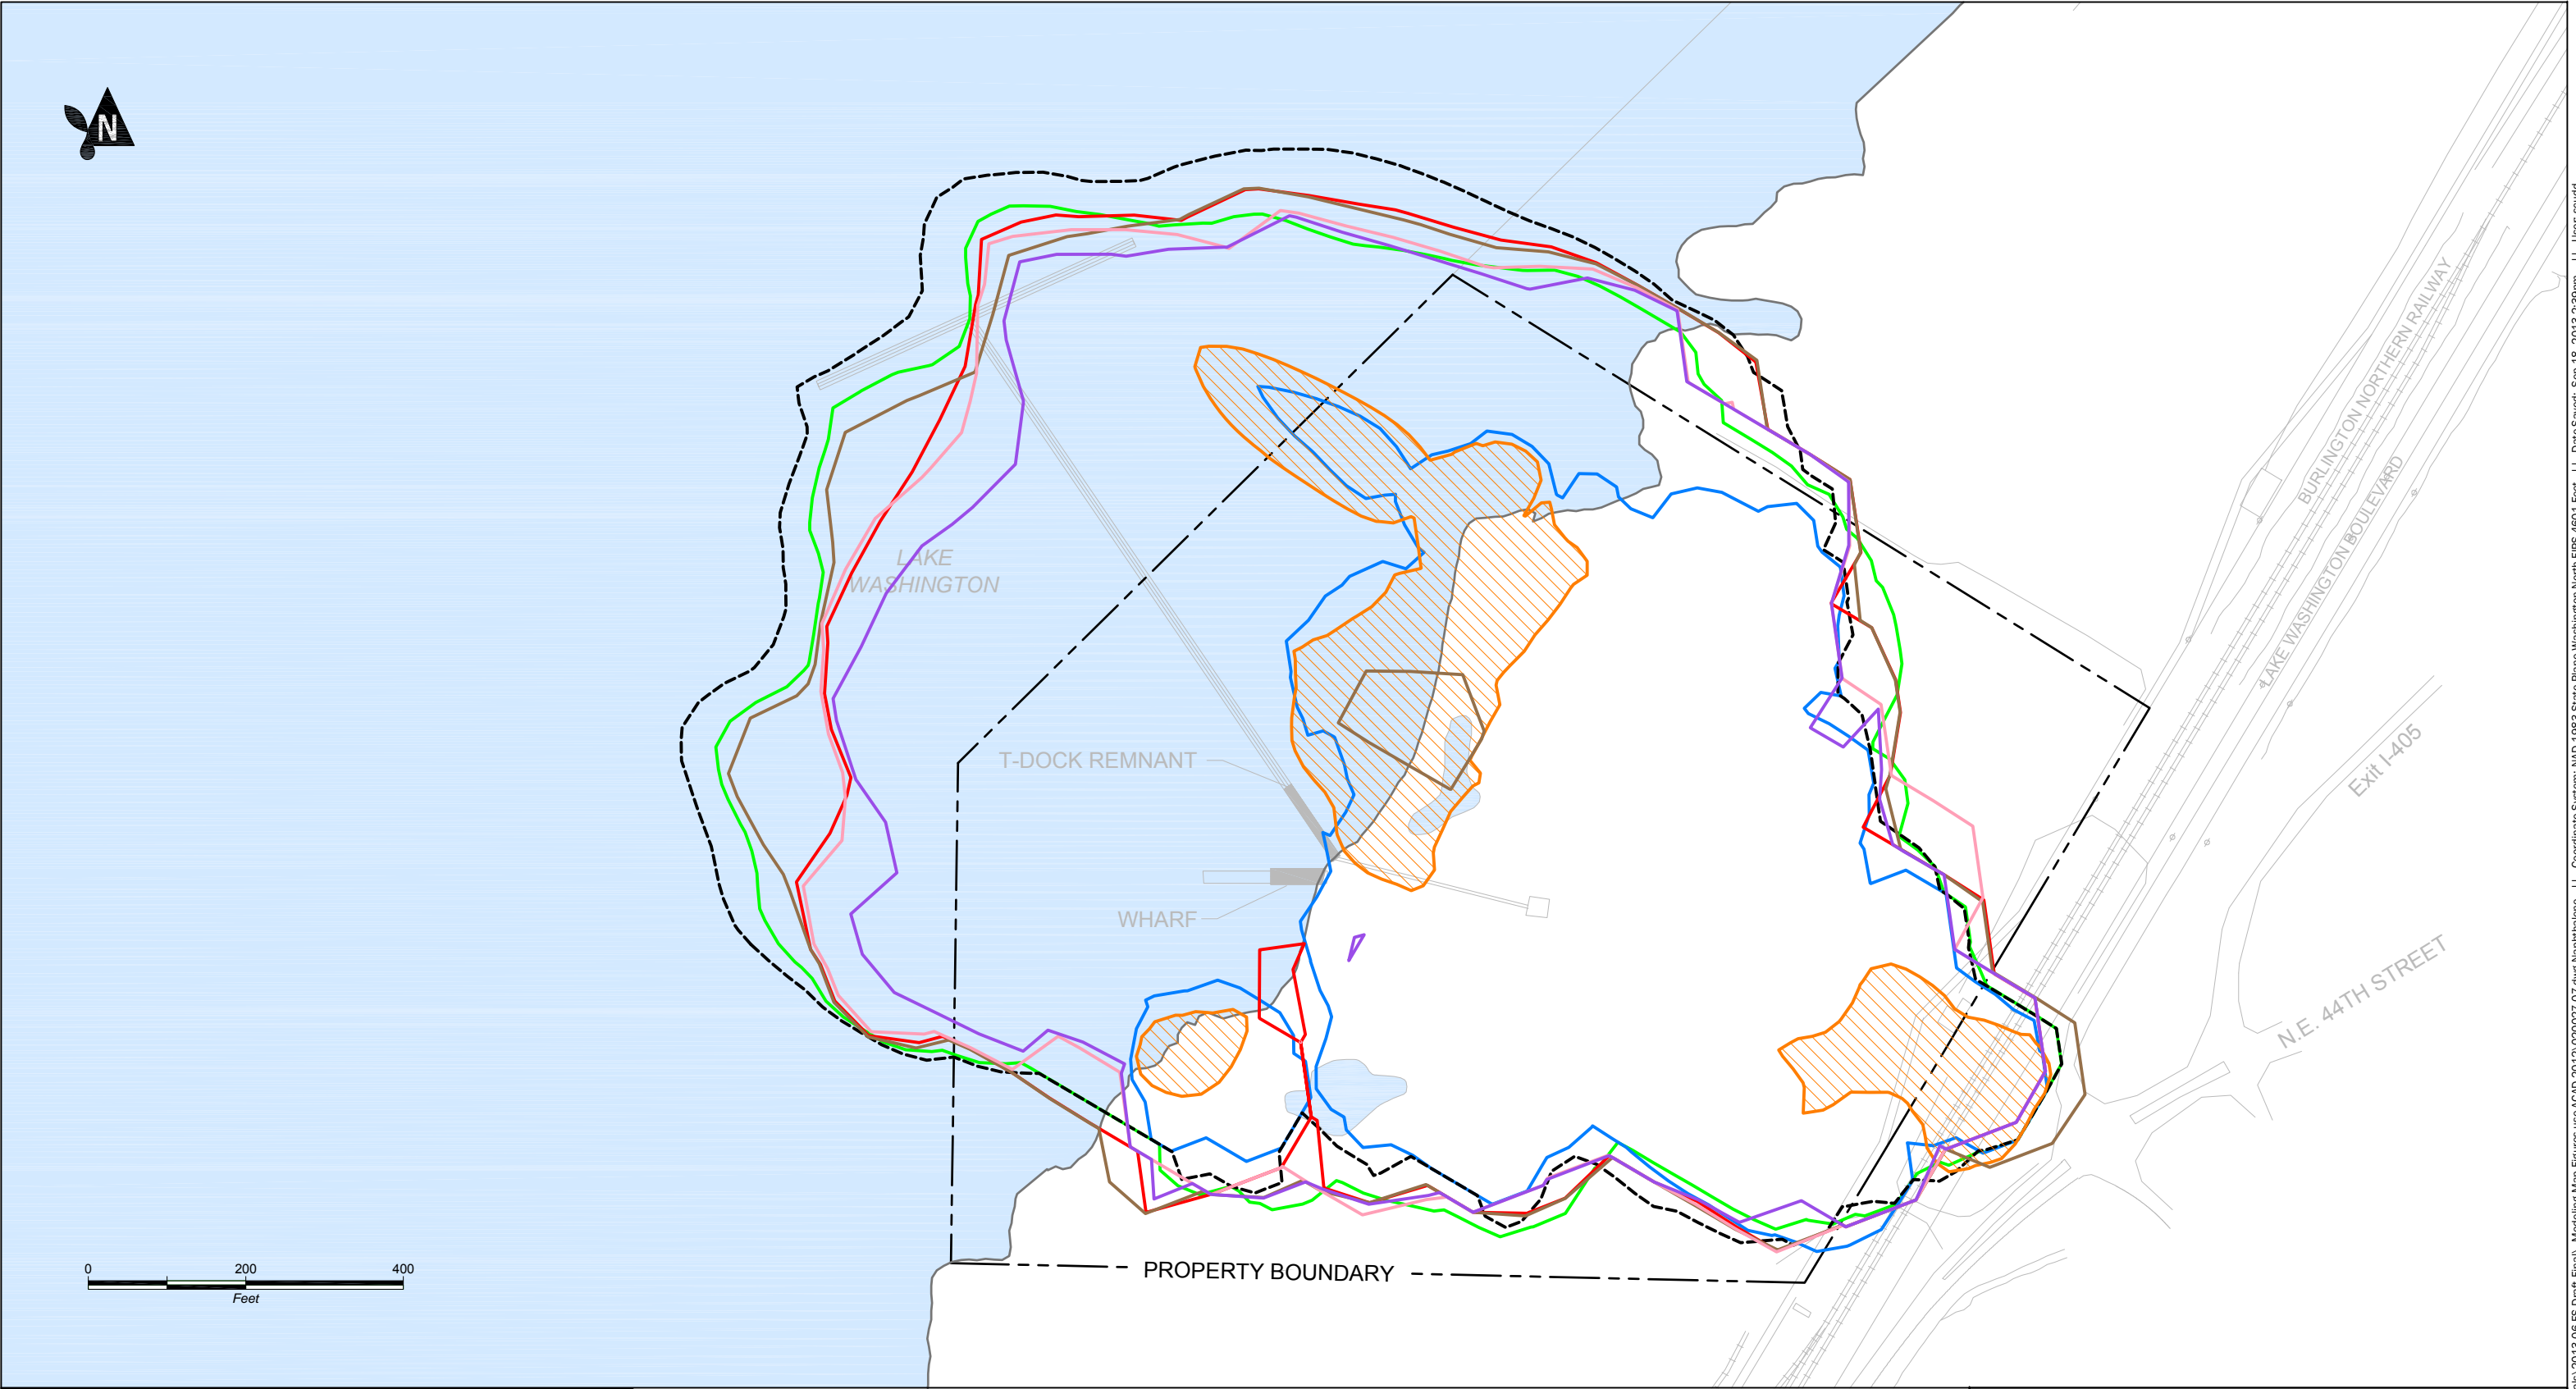 N
BURLINGTON NORTHERN RAILWAY
LAKE WASHINGTON BOULEVARD
LAKE
WASHINGTON
T-DOCK REMNANT
Exit I-405
WHARF
N.E. 44TH STREET
PROPERTY BOUNDARY
0 200 400
Feet